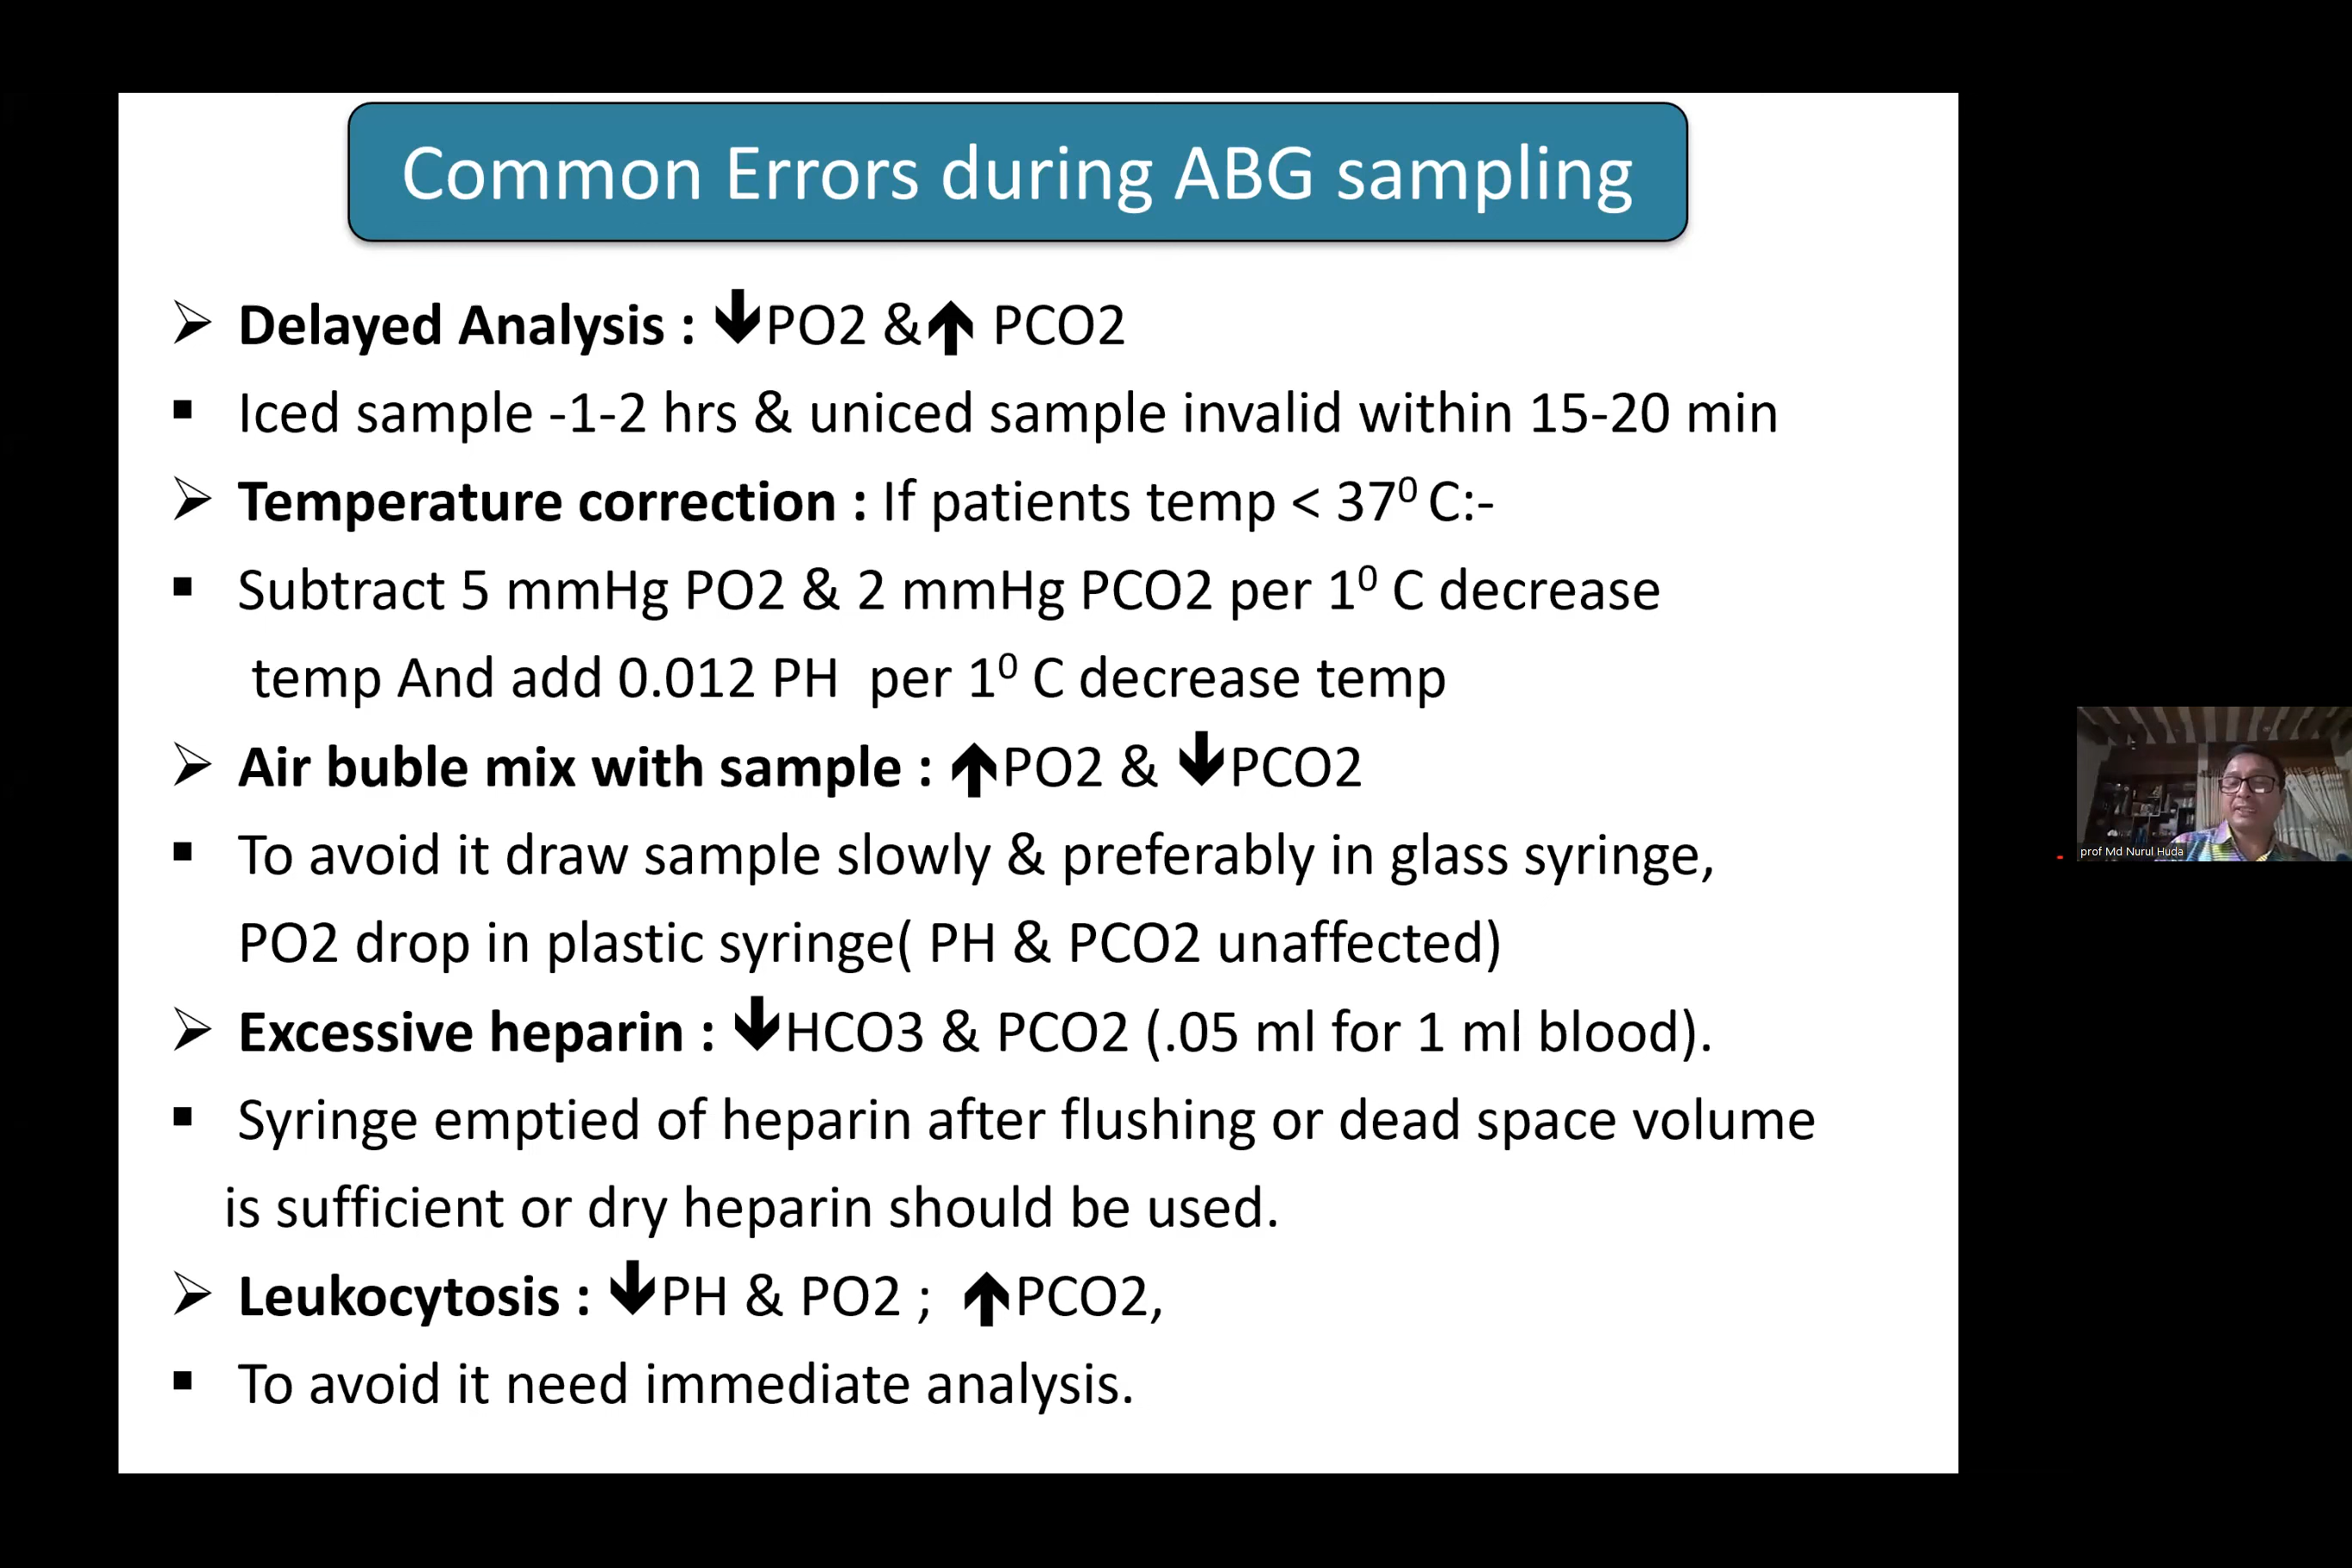 Common Errors during ABG sampling
➢ Delayed Analysis : 🡻PO2 &🡹 PCO2
▪ Iced sample -1-2 hrs & uniced sample invalid within 15-20 min
➢ Temperature correction : If patients temp < 37⁰ C:-
▪ Subtract 5 mmHg PO2 & 2 mmHg PCO2 per 1⁰ C decrease
temp And add 0.012 PH per 1⁰ C decrease temp
➢ Air buble mix with sample : 🡹PO2 & 🡻PCO2
▪ To avoid it draw sample slowly & preferably in glass syringe,
PO2 drop in plastic syringe( PH & PCO2 unaffected)
➢ Excessive heparin : 🡻HCO3 & PCO2 (.05 ml for 1 ml blood).
▪ Syringe emptied of heparin after flushing or dead space volume
is sufficient or dry heparin should be used.
➢ Leukocytosis : 🡻PH & PO2 ; 🡹PCO2,
▪ To avoid it need immediate analysis.
prof Md Nurul Huda